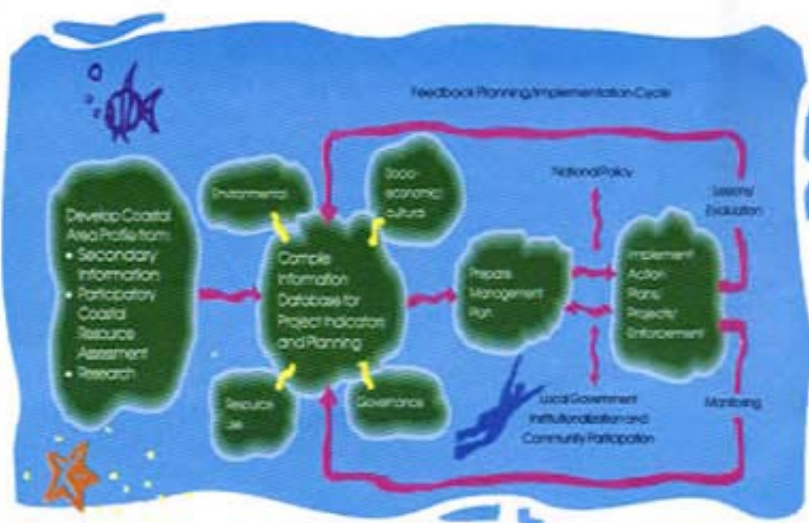 Feedback Planning/Implementation Cycle
Develop Coastal
Area Profile from:
• Secondary
Information
• Participatory
Coastal
Resource
Assessment
• Research
Environmental
Socio-
economic/
cultural
Compile
Information
Database for
Project Indicators
and Planning
Resource
Use
Governance
Prepare
Management
Plan
National Policy
Implement
Action
Plans/
Projects/
Enforcement
Lessons/
Evaluation
Local Government
Institutionalization and
Community Participation
Monitoring